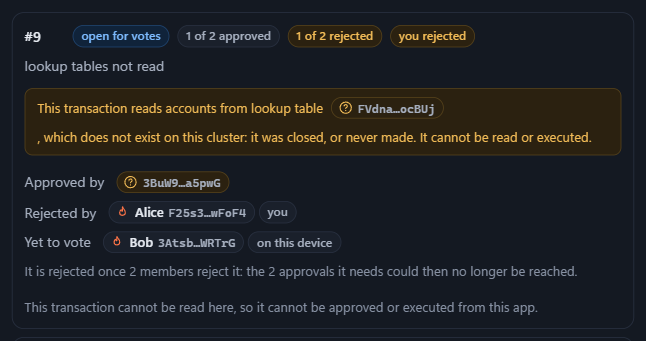 #9 open for votes 1 of 2 approved 1 of 2 rejected you rejected
lookup tables not read
This transaction reads accounts from lookup table FVdna…ocBUj
, which does not exist on this cluster: it was closed, or never made. It cannot be read or executed.
Approved by 3BuW9…a5pwG
Rejected by Alice F25s3…wFoF4 you
Yet to vote Bob 3Atsb…WRTrG on this device
It is rejected once 2 members reject it: the 2 approvals it needs could then no longer be reached.
This transaction cannot be read here, so it cannot be approved or executed from this app.